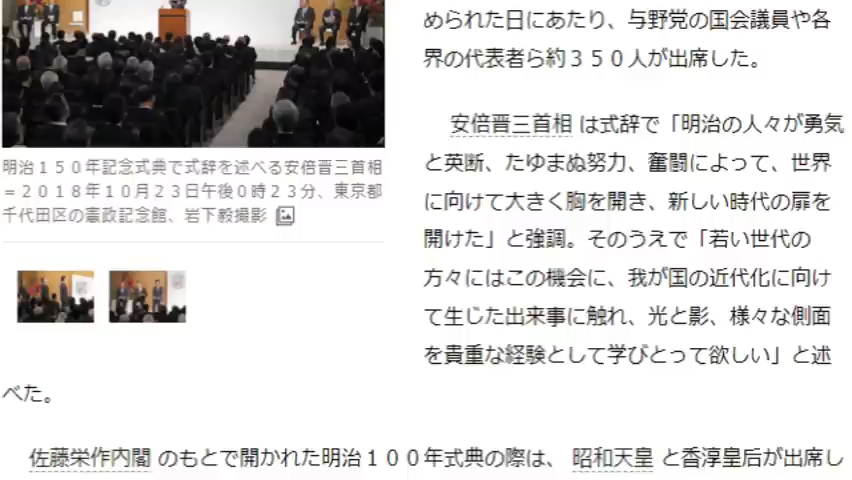 められた日にあたり、与野党の国会議員や各
界の代表者ら約３５０人が出席した。
安倍晋三首相 は式辞で「明治の人々が勇気
と英断、たゆまぬ努力、奮闘によって、世界
に向けて大きく胸を開き、新しい時代の扉を
開けた」と強調。そのうえで「若い世代の
方々にはこの機会に、我が国の近代化に向け
て生じた出来事に触れ、光と影、様々な側面
を貴重な経験として学びとって欲しい」と述
べた。
明治１５０年記念式典で式辞を述べる安倍晋三首相
＝２０１８年１０月２３日午後０時２３分、東京都
千代田区の憲政記念館、岩下毅撮影
佐藤栄作内閣 のもとで開かれた明治１００年式典の際は、 昭和天皇 と香淳皇后が出席し